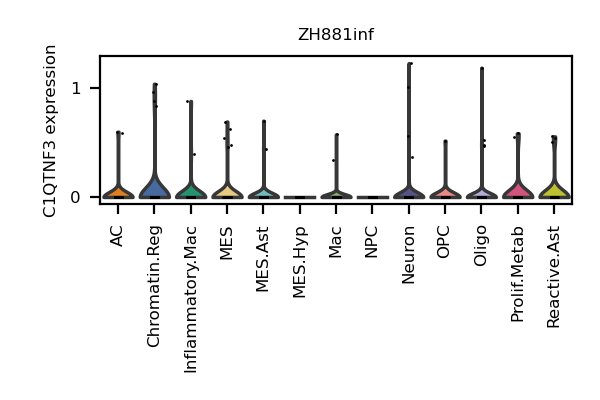 ZH881inf
C1QTNF3 expression
1
0
AC
Chromatin.Reg
Inflammatory.Mac
MES
MES.Ast
MES.Hyp
Mac
NPC
Neuron
OPC
Oligo
Prolif.Metab
Reactive.Ast